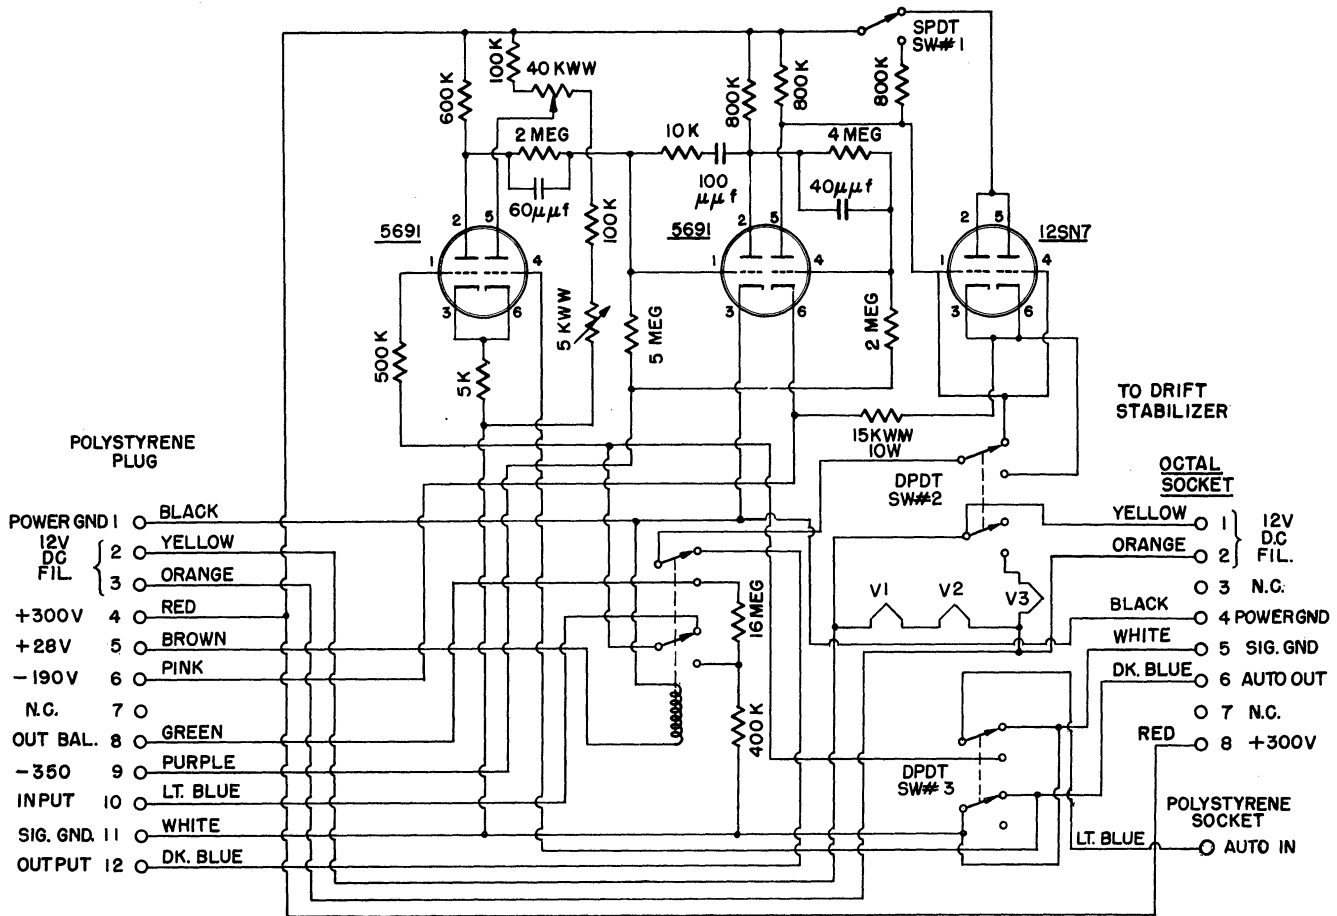 SPDT
SW#1
100K
40 KWW
600K
800K
800K
800K
2 MEG
10K
4 MEG
60μμf
100
μμf
40μμf
5691
2
5
1
4
3
6
100K
5691
2
5
1
4
3
6
12SN7
2
5
1
4
3
6
500K
5K
5 KWW
5 MEG
2 MEG
15KWW
10W
TO DRIFT
STABILIZER
POLYSTYRENE
PLUG
DPDT
SW#2
OCTAL
SOCKET
POWER GND 1 BLACK
12V
DC
FIL.
2 YELLOW
3 ORANGE
+300V 4 RED
+28V 5 BROWN
-190V 6 PINK
N.C. 7
OUT BAL. 8 GREEN
-350 9 PURPLE
INPUT 10 LT. BLUE
SIG. GND. 11 WHITE
OUTPUT 12 DK. BLUE
16MEG
400K
V1
V2
V3
YELLOW 1
ORANGE 2
12V
D.C
FIL.
3 N.C.
BLACK 4 POWER GND
WHITE 5 SIG. GND
DK. BLUE 6 AUTO OUT
7 N.C.
RED 8 +300V
DPDT
SW# 3
POLYSTYRENE
SOCKET
LT. BLUE AUTO IN